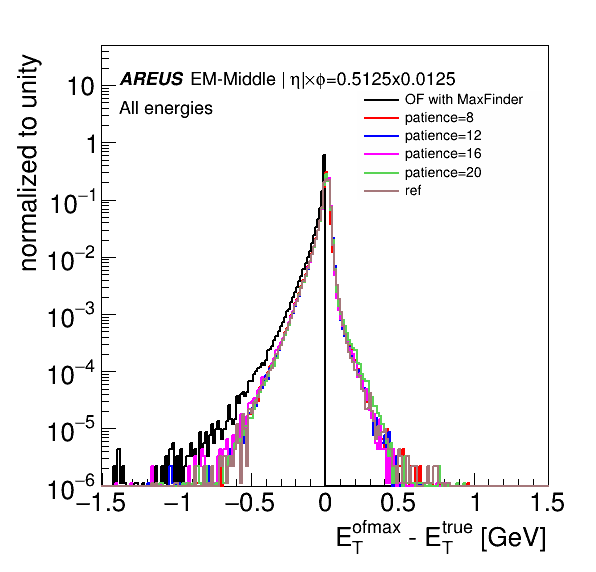 AREUS EM-Middle | η|×ϕ=0.5125x0.0125
All energies
OF with MaxFinder
patience=8
patience=12
patience=16
patience=20
ref
normalized to unity
10
1
10⁻¹
10⁻²
10⁻³
10⁻⁴
10⁻⁵
10⁻⁶
−1.5 −1 −0.5 0 0.5 1 1.5
E_T^ofmax - E_T^true [GeV]